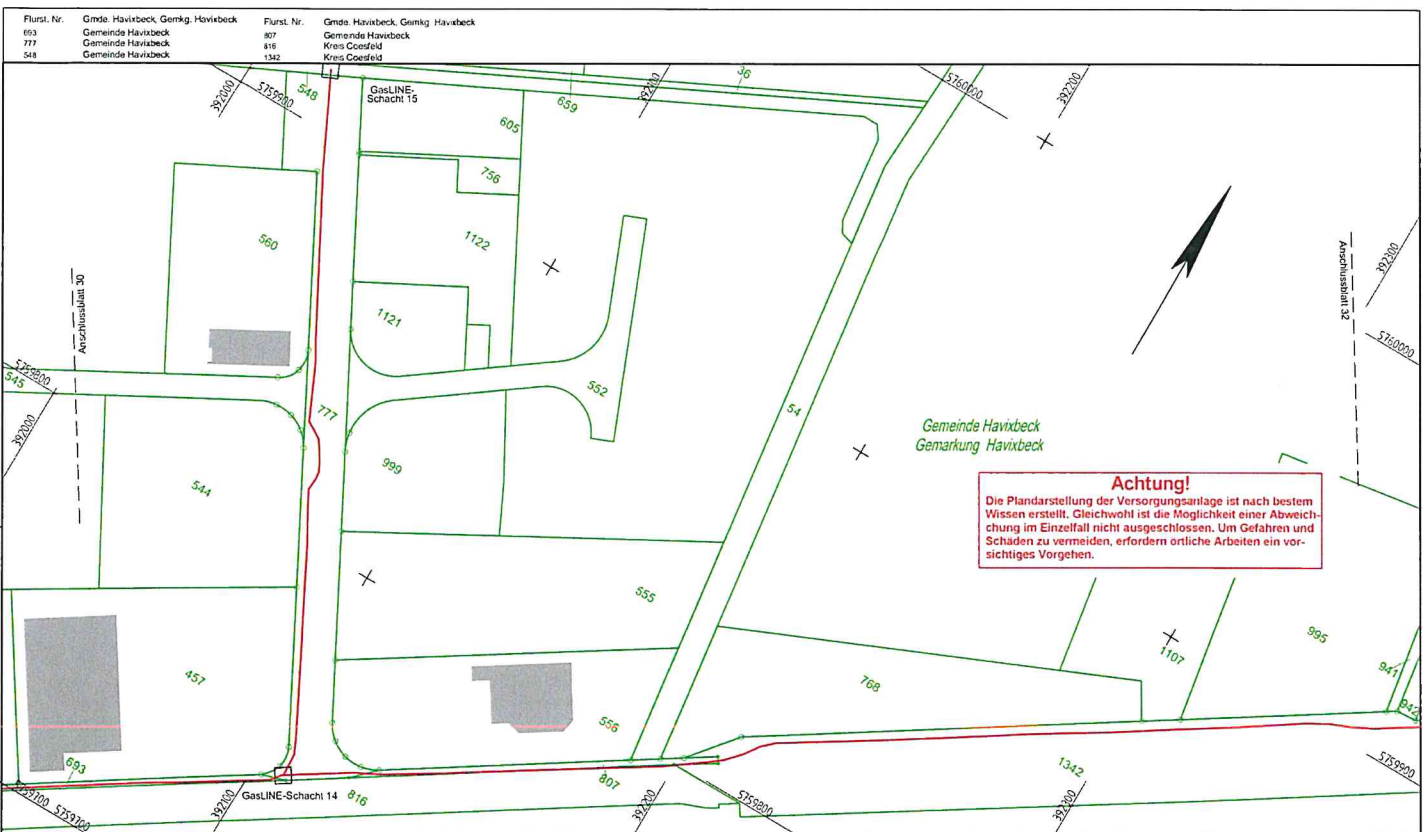 Flurst. Nr. Gmde. Havixbeck, Gemkg. Havixbeck Flurst. Nr. Gmde. Havixbeck, Gemkg. Havixbeck
693 Gemeinde Havixbeck 807 Gemeinde Havixbeck
777 Gemeinde Havixbeck 816 Kreis Coesfeld
548 Gemeinde Havixbeck 1342 Kreis Coesfeld
392000
5759900
548
GasLINE-
Schacht 15
659
392100
36
5760000
392200
605
756
560
1122
1121
Anschlussblatt 30
Anschlussblatt 32
392300
5760000
5759800
545
392000
777
552
54
Gemeinde Havixbeck
Gemarkung Havixbeck
999
544
Achtung!
Die Plandarstellung der Versorgungsanlage ist nach bestem
Wissen erstellt. Gleichwohl ist die Möglichkeit einer Abweich-
chung im Einzelfall nicht ausgeschlossen. Um Gefahren und
Schäden zu vermeiden, erfordern örtliche Arbeiten ein vor-
sichtiges Vorgehen.
555
995
1107
941
457
768
942
556
693
1342
5759900
807
5759700
5759700
392100
GasLINE-Schacht 14
816
392200
5759800
392300